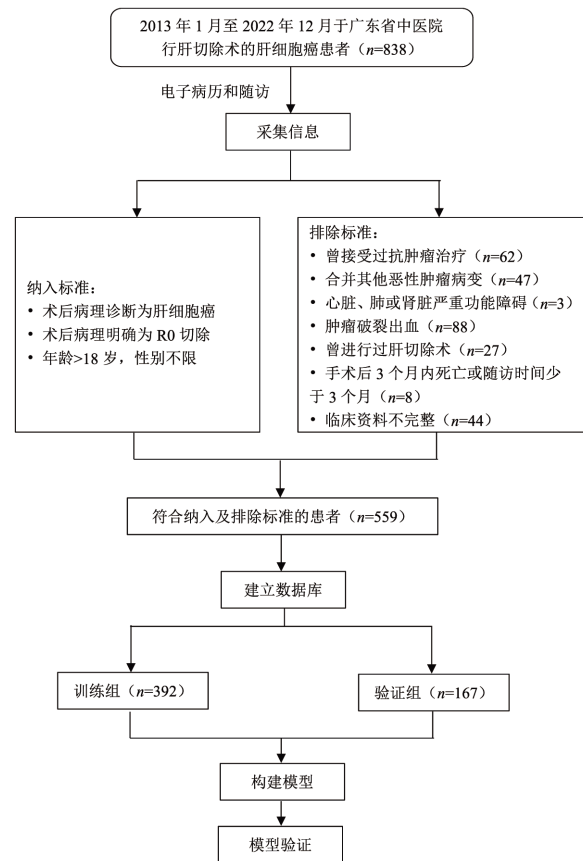 2013 年 1 月至 2022 年 12 月于广东省中医院
行肝切除术的肝细胞癌患者（n=838）
电子病历和随访
采集信息
纳入标准：
• 术后病理诊断为肝细胞癌
• 术后病理明确为 R0 切除
• 年龄>18 岁，性别不限
排除标准：
• 曾接受过抗肿瘤治疗（n=62）
• 合并其他恶性肿瘤病变（n=47）
• 心脏、肺或肾脏严重功能障碍（n=3）
• 肿瘤破裂出血（n=88）
• 曾进行过肝切除术（n=27）
• 手术后 3 个月内死亡或随访时间少
于 3 个月（n=8）
• 临床资料不完整（n=44）
符合纳入及排除标准的患者（n=559）
建立数据库
训练组（n=392）
验证组（n=167）
构建模型
模型验证